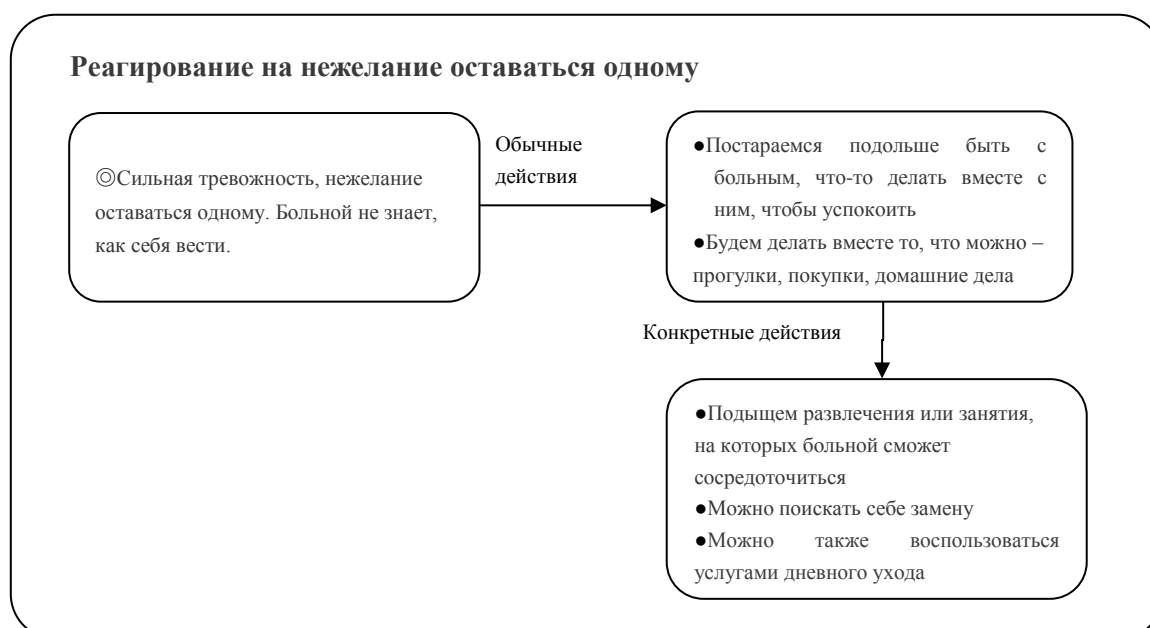 Реагирование на нежелание оставаться одному
◎Сильная тревожность, нежелание
оставаться одному. Больной не знает,
как себя вести.
Обычные
действия
●Постараемся подольше быть с
больным, что-то делать вместе с
ним, чтобы успокоить
●Будем делать вместе то, что можно –
прогулки, покупки, домашние дела
Конкретные действия
●Подыщем развлечения или занятия,
на которых больной сможет
сосредоточиться
●Можно поискать себе замену
●Можно также воспользоваться
услугами дневного ухода